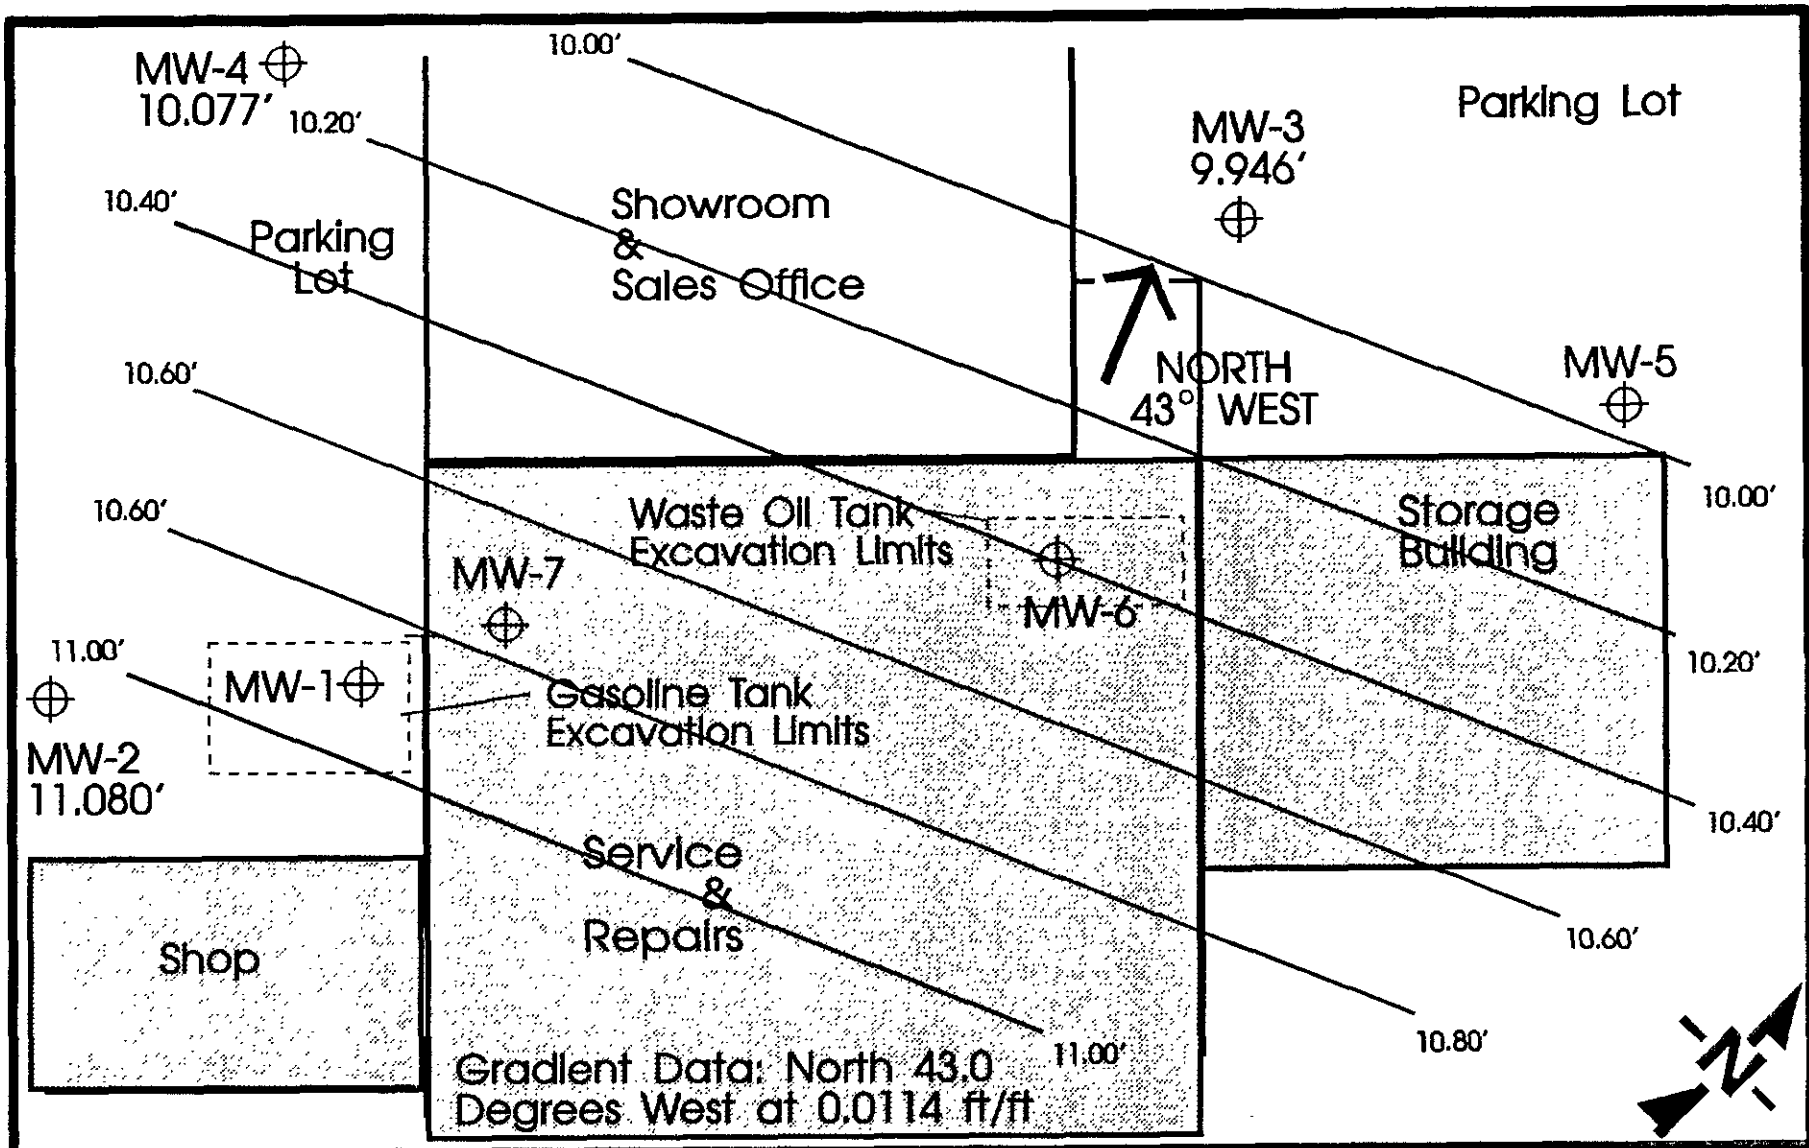 10.00'
MW-4
10.077'
10.20'
Parking Lot
MW-3
9.946'
10.40'
Showroom
&
Sales Office
Parking
Lot
10.60'
NORTH
43° WEST
MW-5
10.00'
10.60'
Waste Oil Tank
Excavation Limits
Storage
Building
MW-7
MW-6
11.00'
MW-1
10.20'
Gasoline Tank
Excavation Limits
MW-2
11.080'
10.40'
Service
&
Repairs
Shop
10.60'
10.80'
11.00'
Gradient Data: North 43.0
Degrees West at 0.0114 ft/ft
N